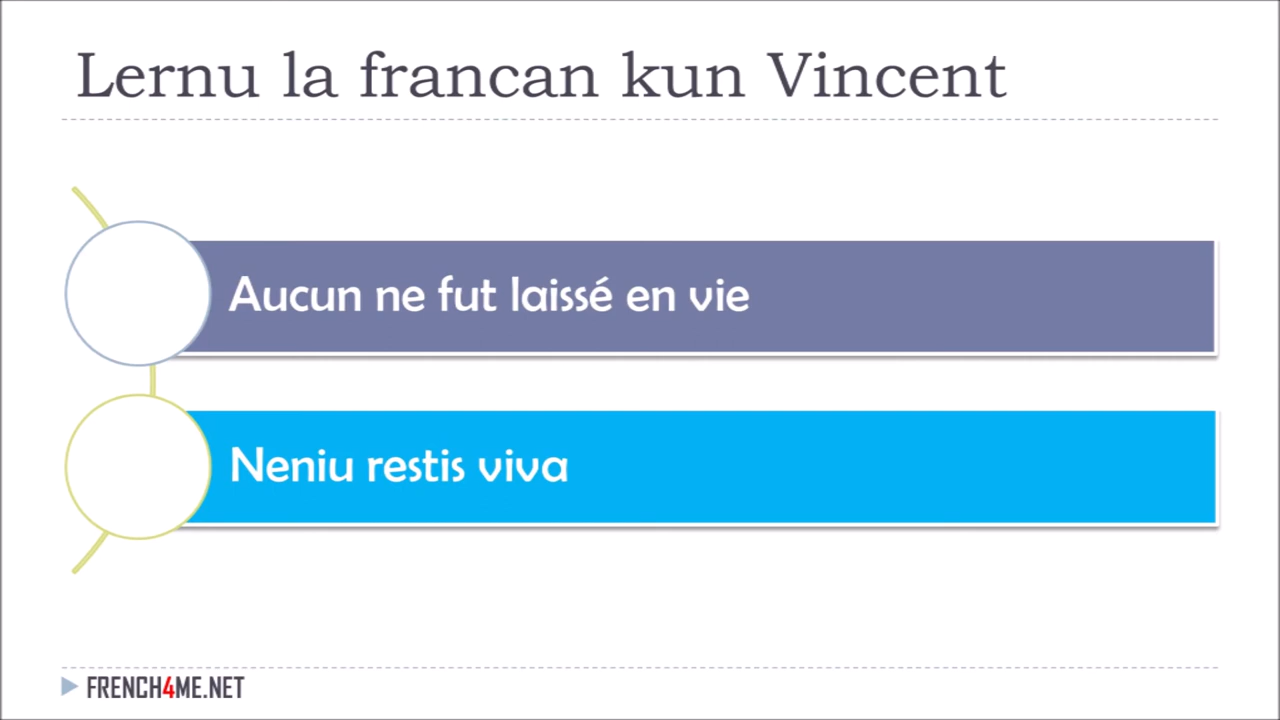 Lernu la francan kun Vincent
Aucun ne fut laissé en vie
Neniu restis viva
FRENCH4ME.NET